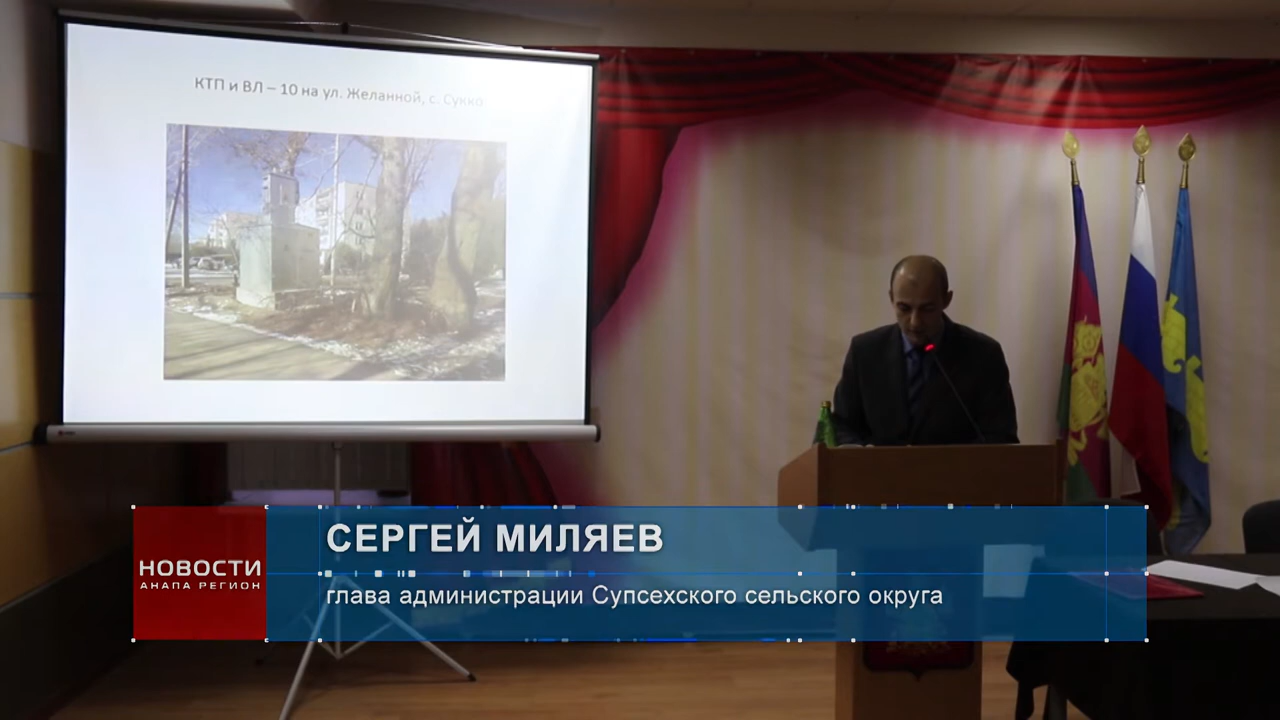 КТП и ВЛ – 10 на ул. Желанной, с. Сукко
СЕРГЕЙ МИЛЯЕВ
НОВОСТИ
АНАПА РЕГИОН
глава администрации Супсехского сельского округа